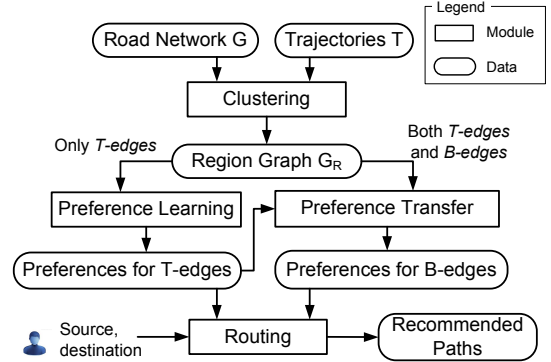 Legend
Road Network G
Trajectories T
Module
Data
Clustering
Only T-edges
Both T-edges
and B-edges
Region Graph GR
Preference Learning
Preference Transfer
Preferences for T-edges
Preferences for B-edges
Source,
destination
Routing
Recommended
Paths